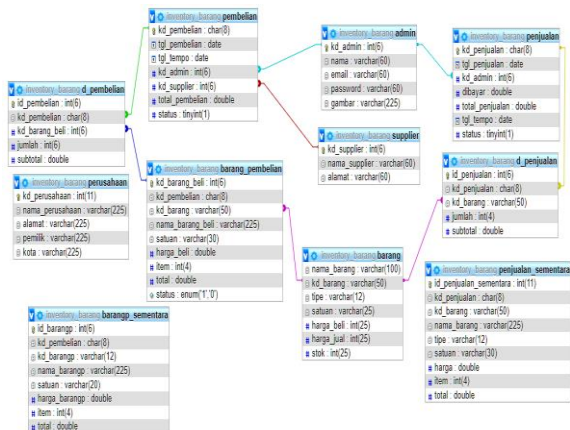 inventory_barang pembelian
kd_pembelian : char(8)
tgl_pembelian : date
tgl_tempo : date
kd_admin : int(6)
kd_supplier : int(6)
total_pembelian : double
status : tinyint(1)
inventory_barang admin
kd_admin : int(6)
nama : varchar(60)
email : varchar(60)
password : varchar(60)
gambar : varchar(225)
inventory_barang penjualan
kd_penjualan : char(8)
tgl_penjualan : date
kd_admin : int(6)
dibayar : double
total_penjualan : double
tgl_tempo : date
status : tinyint(1)
inventory_barang d_pembelian
id_pembelian : int(6)
kd_pembelian : char(8)
kd_barang_beli : int(6)
jumlah : int(6)
subtotal : double
inventory_barang supplier
kd_supplier : int(6)
nama_supplier : varchar(60)
alamat : varchar(60)
inventory_barang d_penjualan
id_penjualan : int(6)
kd_penjualan : char(8)
kd_barang : varchar(50)
jumlah : int(4)
subtotal : double
inventory_barang perusahaan
kd_perusahaan : int(11)
nama_perusahaan : varchar(225)
alamat : varchar(225)
pemilik : varchar(225)
kota : varchar(225)
inventory_barang barang_pembelian
kd_barang_beli : int(6)
kd_pembelian : char(8)
kd_barang : varchar(50)
nama_barang_beli : varchar(225)
satuan : varchar(30)
harga_beli : double
item : int(4)
total : double
status : enum('1','0')
inventory_barang barang
nama_barang : varchar(100)
kd_barang : varchar(50)
tipe : varchar(12)
satuan : varchar(25)
harga_beli : int(25)
harga_jual : int(25)
stok : int(25)
inventory_barang penjualan_sementara
id_penjualan_sementara : int(11)
kd_penjualan : char(8)
kd_barang : varchar(50)
nama_barang : varchar(225)
tipe : varchar(12)
satuan : varchar(30)
harga : double
item : int(4)
total : double
inventory_barang barangp_sementara
id_barangp : int(6)
kd_pembelian : char(8)
kd_barangp : varchar(12)
nama_barangp : varchar(225)
satuan : varchar(20)
harga_barangp : double
item : int(4)
total : double